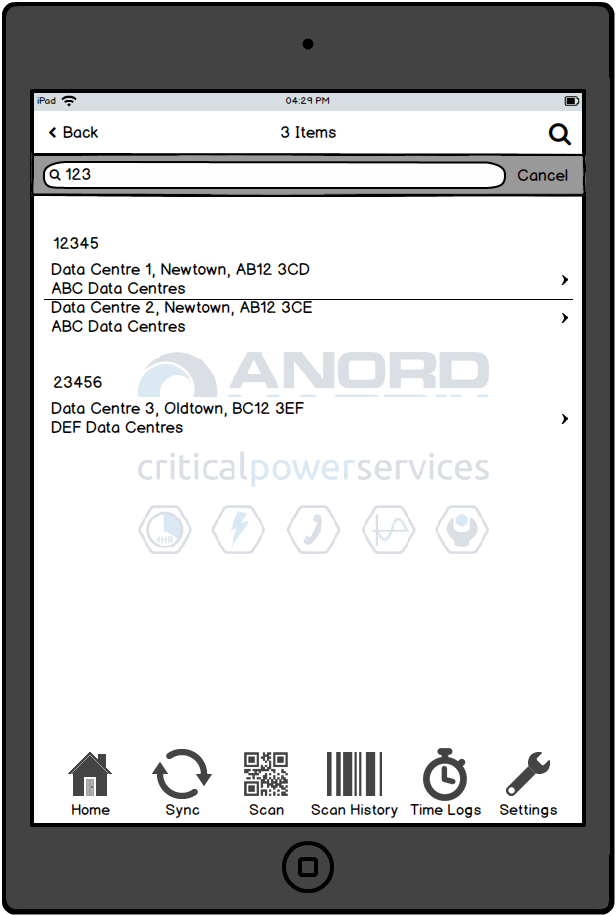 iPad 04:29 PM
Back 3 Items
123 Cancel
12345
Data Centre 1, Newtown, AB12 3CD
ABC Data Centres
Data Centre 2, Newtown, AB12 3CE
ABC Data Centres
ANORD
23456
Data Centre 3, Oldtown, BC12 3EF
DEF Data Centres
criticalpowerservices
4HR
Home Sync Scan Scan History Time Logs Settings